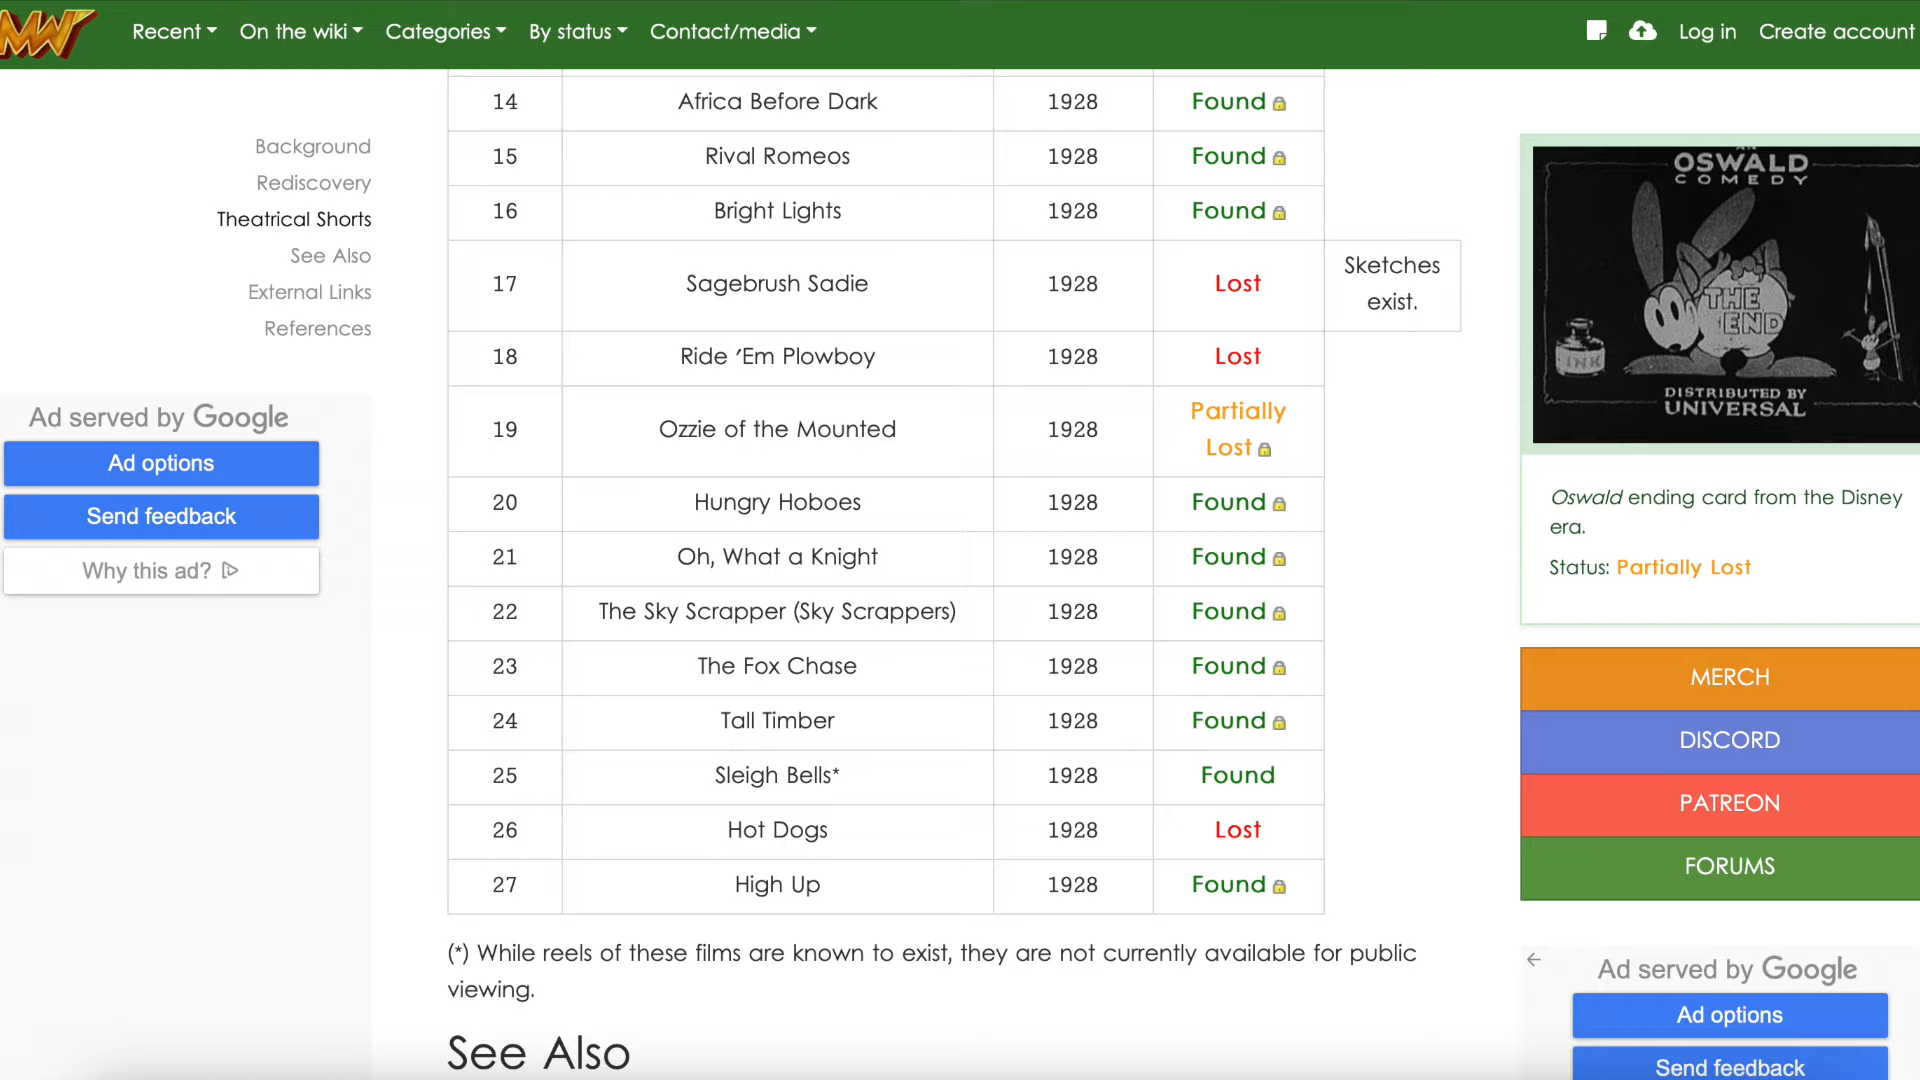 MW
Recent On the wiki Categories By status Contact/media Log in Create account
Background
Rediscovery
Theatrical Shorts
See Also
External Links
References
Ad served by Google
Ad options
Send feedback
Why this ad?
14 Africa Before Dark 1928 Found
15 Rival Romeos 1928 Found
16 Bright Lights 1928 Found
17 Sagebrush Sadie 1928 Lost Sketches exist.
18 Ride ‘Em Plowboy 1928 Lost
19 Ozzie of the Mounted 1928 Partially Lost
20 Hungry Hoboes 1928 Found
21 Oh, What a Knight 1928 Found
22 The Sky Scrapper (Sky Scrappers) 1928 Found
23 The Fox Chase 1928 Found
24 Tall Timber 1928 Found
25 Sleigh Bells* 1928 Found
26 Hot Dogs 1928 Lost
27 High Up 1928 Found
(*) While reels of these films are known to exist, they are not currently available for public
viewing.
See Also
AN
OSWALD
COMEDY
THE
END
INK
DISTRIBUTED BY
UNIVERSAL
Oswald ending card from the Disney
era.
Status: Partially Lost
MERCH
DISCORD
PATREON
FORUMS
Ad served by Google
Ad options
Send feedback